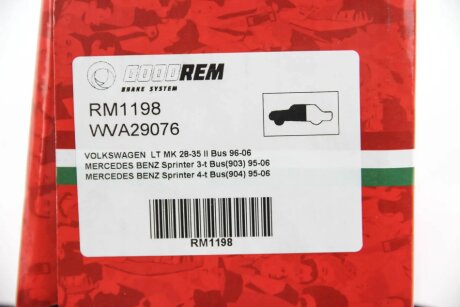 GOODREM
BRAKE SYSTEM
RM1198
WVA29076
VOLKSWAGEN LT MK 28-35 II Bus 96-06
MERCEDES BENZ Sprinter 3-t Bus(903) 95-06
MERCEDES BENZ Sprinter 4-t Bus(904) 95-06
RM1198